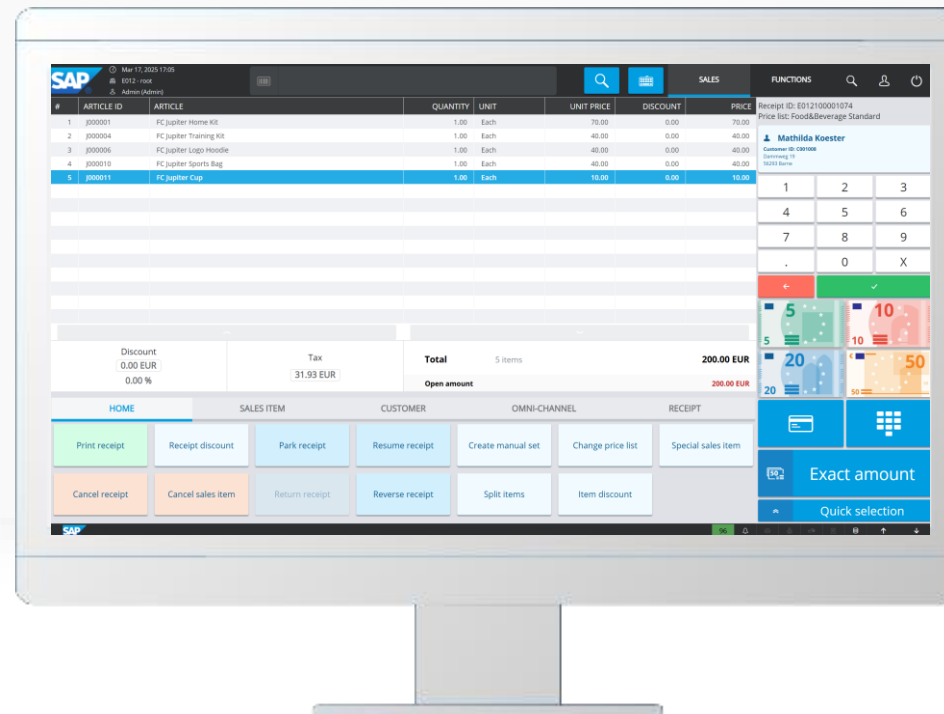 SAP
Mar 17, 2025 17:05
E012 - root
Admin (Admin)
SALES
FUNCTIONS
# ARTICLE ID ARTICLE QUANTITY UNIT UNIT PRICE DISCOUNT PRICE
1 J000001 FC Jupiter Home Kit 1.00 Each 70.00 0.00 70.00
2 J000004 FC Jupiter Training Kit 1.00 Each 40.00 0.00 40.00
3 J000006 FC Jupiter Logo Hoodie 1.00 Each 40.00 0.00 40.00
4 J000010 FC Jupiter Sports Bag 1.00 Each 40.00 0.00 40.00
5 J000011 FC Jupiter Cup 1.00 Each 10.00 0.00 10.00
Receipt ID: E012100001074
Price list: Food&Beverage Standard
Mathilda Koester
Customer ID: C001008
1 2 3
4 5 6
7 8 9
. 0 X
5 10
5 10
20 50
20 50
Discount
0.00 EUR
0.00 %
Tax
31.93 EUR
Total 5 items 200.00 EUR
Open amount 200.00 EUR
HOME SALES ITEM CUSTOMER OMNI-CHANNEL RECEIPT
Print receipt Receipt discount Park receipt Resume receipt Create manual set Change price list Special sales item
Cancel receipt Cancel sales item Return receipt Reverse receipt Split items Item discount
50 Exact amount
Quick selection
SAP
96